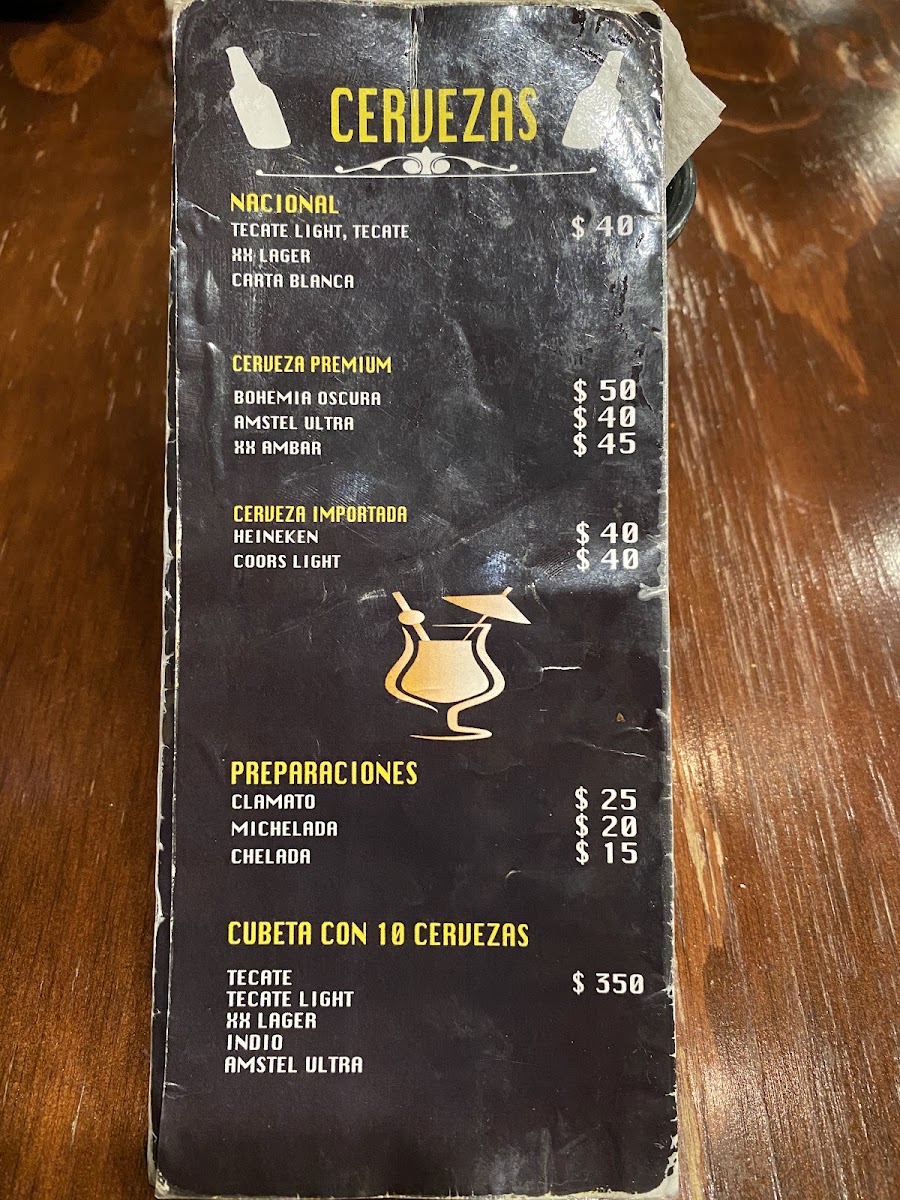 CERVEZAS
NACIONAL
TECATE LIGHT, TECATE $ 40
XX LAGER
CARTA BLANCA
CERVEZA PREMIUM
BOHEMIA OSCURA $ 50
AMSTEL ULTRA $ 40
XX AMBAR $ 45
CERVEZA IMPORTADA
HEINEKEN $ 40
COORS LIGHT $ 40
PREPARACIONES
CLAMATO $ 25
MICHELADA $ 20
CHELADA $ 15
CUBETA CON 10 CERVEZAS
TECATE $ 350
TECATE LIGHT
XX LAGER
INDIO
AMSTEL ULTRA